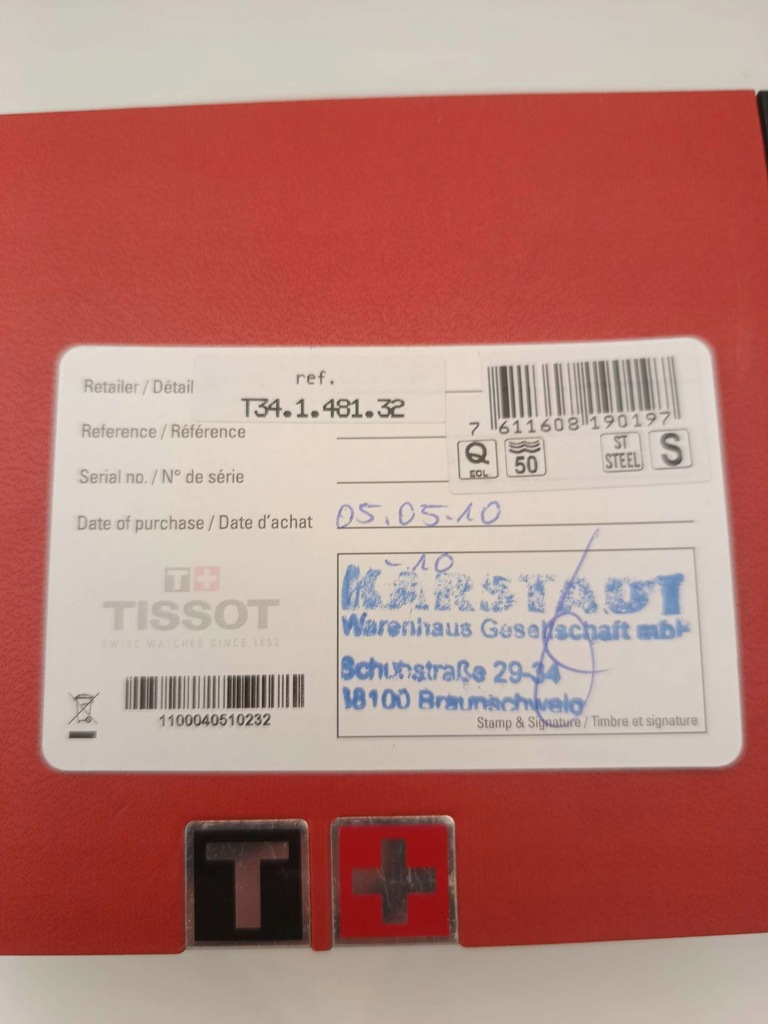 Retailer / Détail
ref.
T34.1.481.32
7 611608 190197
Reference / Référence
Q
EOL
50
ST
STEEL
S
Serial no. / N° de série
Date of purchase / Date d'achat 05.05.10
-10
KARSTADT
Warenhaus Gesellschaft mbH
Schuhstraße 29-34
38100 Braunschweig
Stamp & Signature / Timbre et signature
T+
TISSOT
SWISS WATCHES SINCE 1853
1100040510232
T